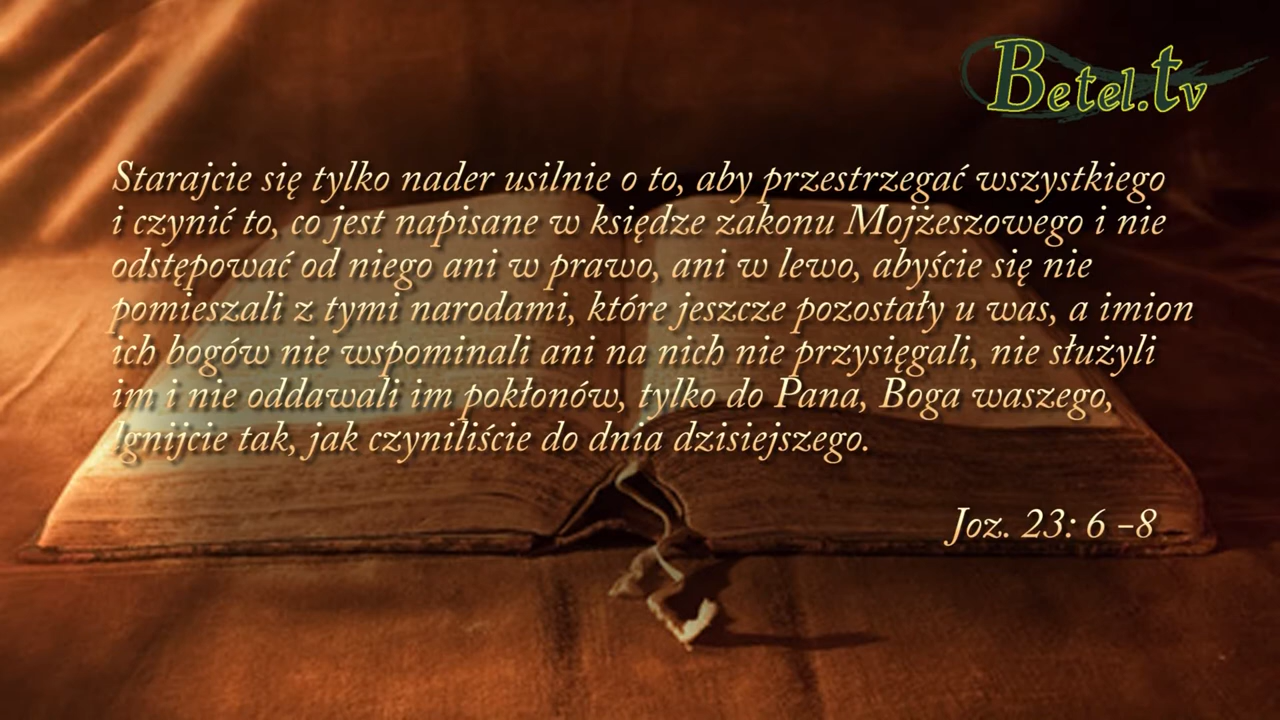 Betel.tv
Starajcie się tylko nader usilnie o to, aby przestrzegać wszystkiego
i czynić to, co jest napisane w księdze zakonu Mojżeszowego i nie
odstępować od niego ani w prawo, ani w lewo, abyście się nie
pomieszali z tymi narodami, które jeszcze pozostały u was, a imion
ich bogów nie wspominali ani na nich nie przysięgali, nie służyli
im i nie oddawali im pokłonów, tylko do Pana, Boga waszego,
lgnijcie tak, jak czyniliście do dnia dzisiejszego.
Joz. 23: 6 -8